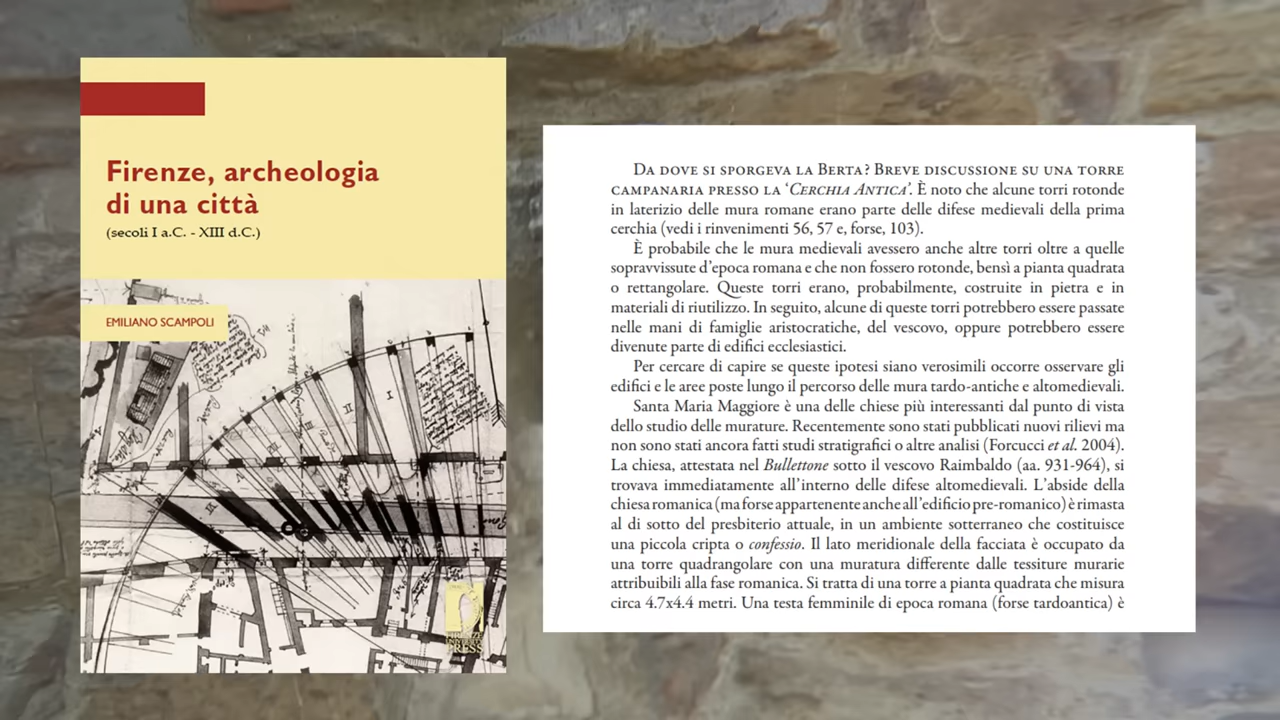 Firenze, archeologia
di una città
(secoli I a.C. - XIII d.C.)
EMILIANO SCAMPOLI
FIRENZE
UNIVERSITY
PRESS
DA DOVE SI SPORGEVA LA BERTA? BREVE DISCUSSIONE SU UNA TORRE
CAMPANARIA PRESSO LA ‘CERCHIA ANTICA’. È noto che alcune torri rotonde
in laterizio delle mura romane erano parte delle difese medievali della prima
cerchia (vedi i rinvenimenti 56, 57 e, forse, 103).
È probabile che le mura medievali avessero anche altre torri oltre a quelle
sopravvissute d’epoca romana e che non fossero rotonde, bensì a pianta quadrata
o rettangolare. Queste torri erano, probabilmente, costruite in pietra e in
materiali di riutilizzo. In seguito, alcune di queste torri potrebbero essere passate
nelle mani di famiglie aristocratiche, del vescovo, oppure potrebbero essere
divenute parte di edifici ecclesiastici.
Per cercare di capire se queste ipotesi siano verosimili occorre osservare gli
edifici e le aree poste lungo il percorso delle mura tardo-antiche e altomedievali.
Santa Maria Maggiore è una delle chiese più interessanti dal punto di vista
dello studio delle murature. Recentemente sono stati pubblicati nuovi rilievi ma
non sono stati ancora fatti studi stratigrafici o altre analisi (Forcucci et al. 2004).
La chiesa, attestata nel Bullettone sotto il vescovo Raimbaldo (aa. 931-964), si
trovava immediatamente all’interno delle difese altomedievali. L’abside della
chiesa romanica (ma forse appartenente anche all’edificio pre-romanico) è rimasta
al di sotto del presbiterio attuale, in un ambiente sotterraneo che costituisce
una piccola cripta o confessio. Il lato meridionale della facciata è occupato da
una torre quadrangolare con una muratura differente dalle tessiture murarie
attribuibili alla fase romanica. Si tratta di una torre a pianta quadrata che misura
circa 4.7x4.4 metri. Una testa femminile di epoca romana (forse tardoantica) è